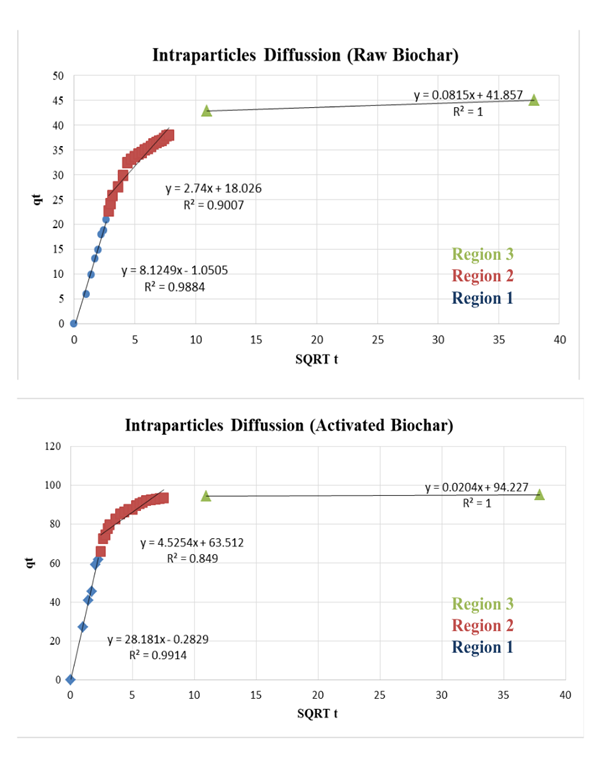 Intraparticles Diffussion (Raw Biochar)
50
45
40
35
30
25
20
15
10
5
0
qt
y = 0.0815x + 41.857
R² = 1
y = 2.74x + 18.026
R² = 0.9007
y = 8.1249x - 1.0505
R² = 0.9884
Region 3
Region 2
Region 1
0 5 10 15 20 25 30 35 40
SQRT t
Intraparticles Diffussion (Activated Biochar)
120
100
80
60
40
20
0
qt
y = 0.0204x + 94.227
R² = 1
y = 4.5254x + 63.512
R² = 0.849
y = 28.181x - 0.2829
R² = 0.9914
Region 3
Region 2
Region 1
0 5 10 15 20 25 30 35 40
SQRT t